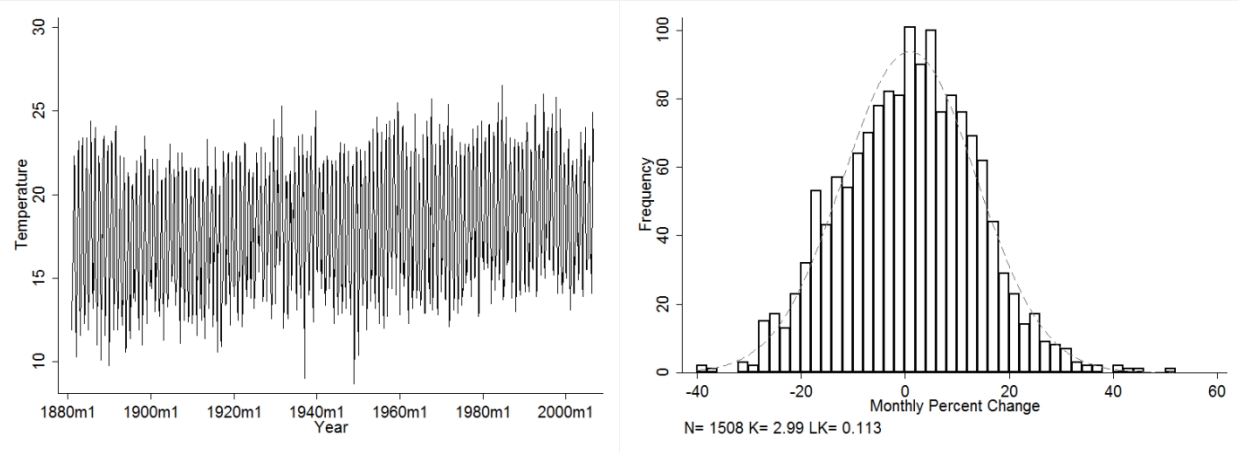 30
25
20
15
10
Temperature
1880m1 1900m1 1920m1 1940m1 1960m1 1980m1 2000m1
Year
100
80
60
40
20
0
Frequency
-40 -20 0 20 40 60
Monthly Percent Change
N= 1508 K= 2.99 LK= 0.113